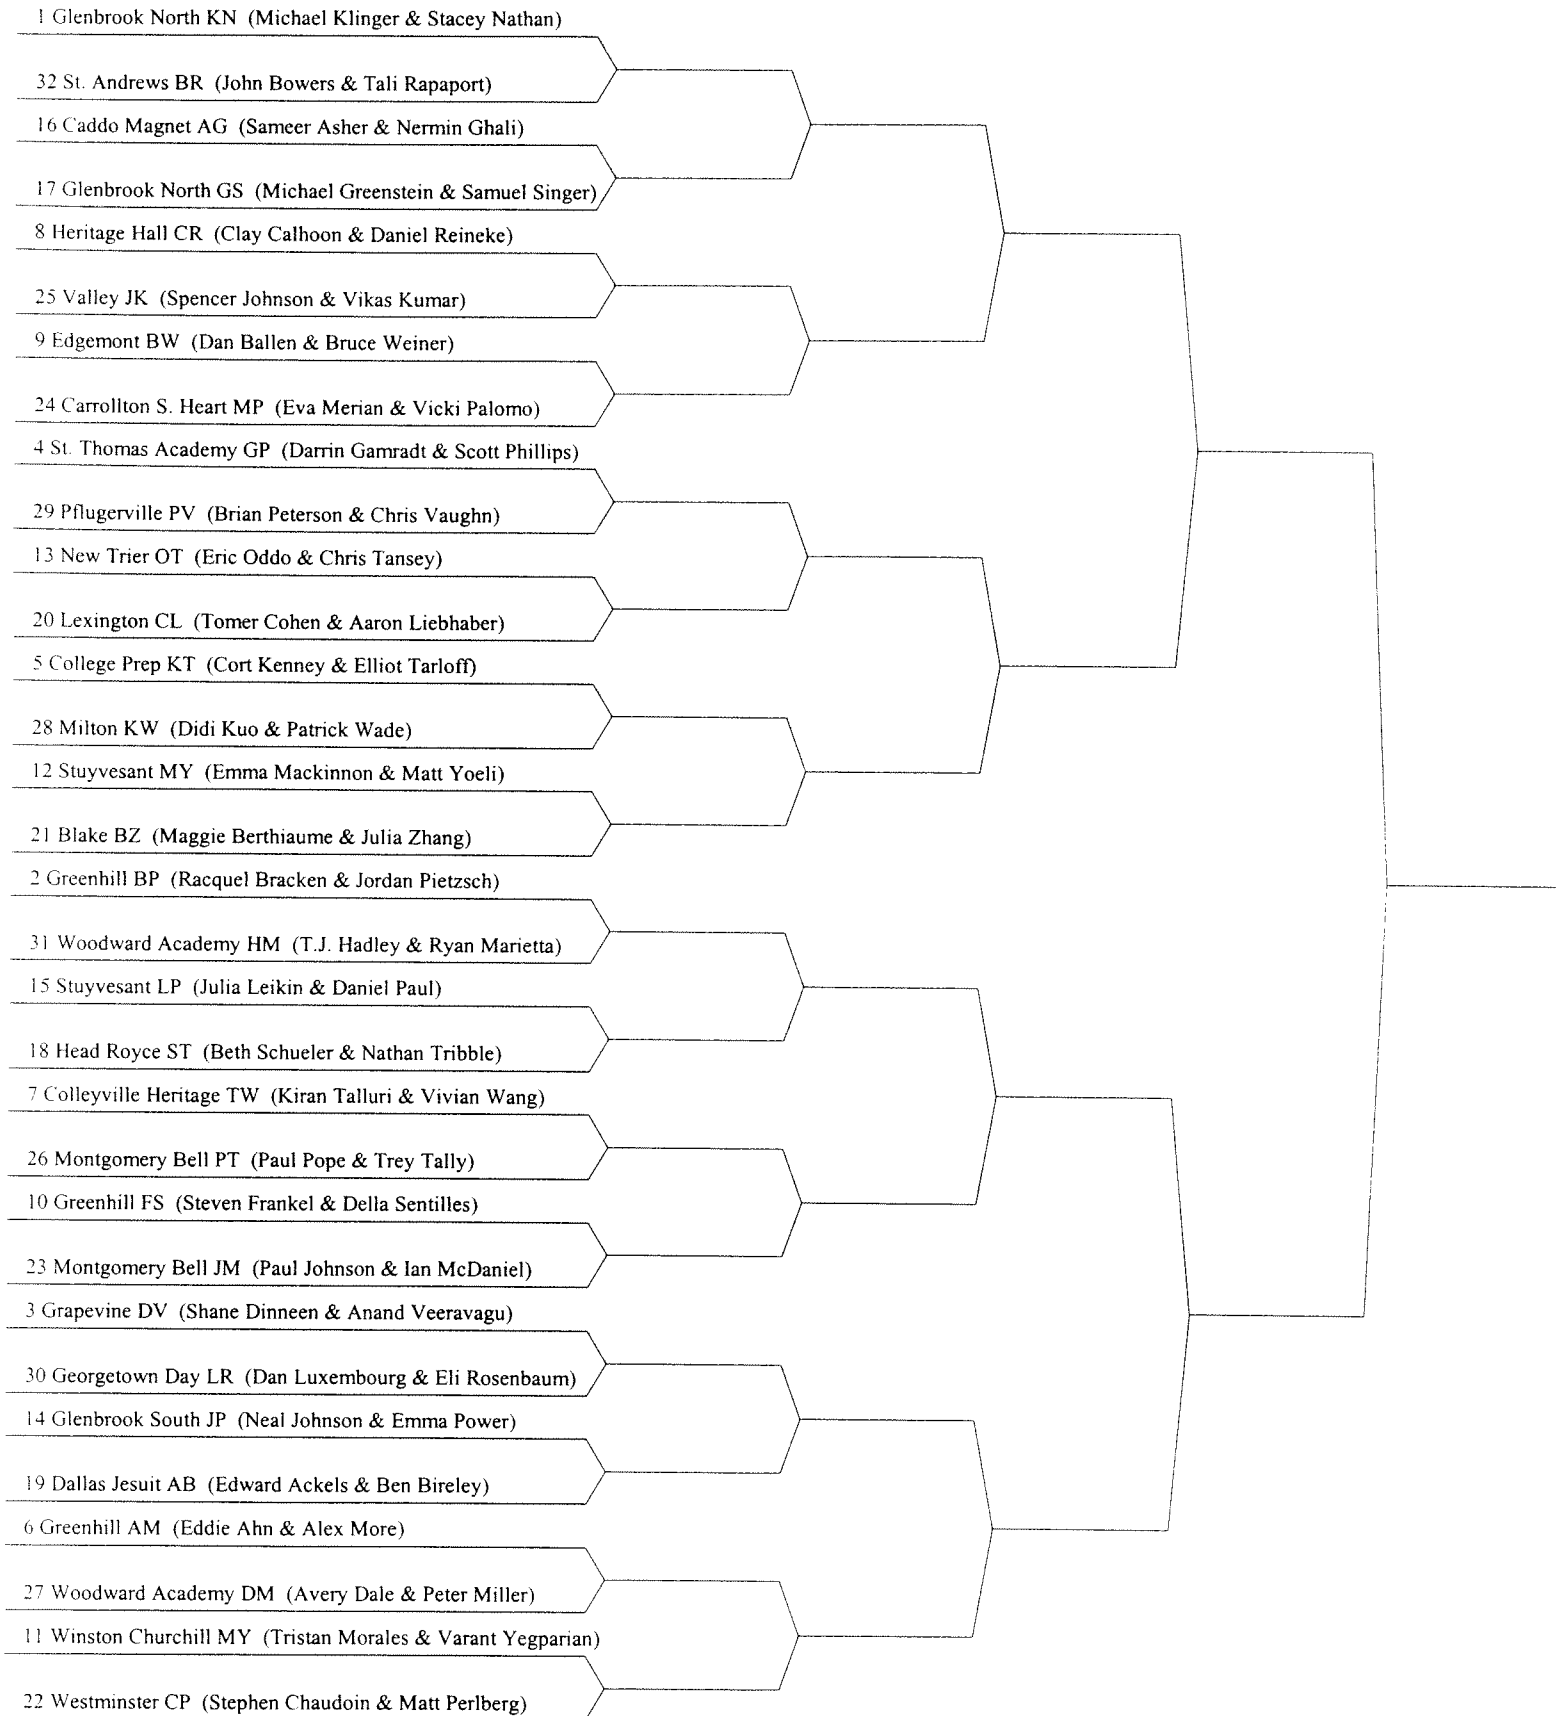 1 Glenbrook North KN (Michael Klinger & Stacey Nathan)
32 St. Andrews BR (John Bowers & Tali Rapaport)
16 Caddo Magnet AG (Sameer Asher & Nermin Ghali)
17 Glenbrook North GS (Michael Greenstein & Samuel Singer)
8 Heritage Hall CR (Clay Calhoon & Daniel Reineke)
25 Valley JK (Spencer Johnson & Vikas Kumar)
9 Edgemont BW (Dan Ballen & Bruce Weiner)
24 Carrollton S. Heart MP (Eva Merian & Vicki Palomo)
4 St. Thomas Academy GP (Darrin Gamradt & Scott Phillips)
29 Pflugerville PV (Brian Peterson & Chris Vaughn)
13 New Trier OT (Eric Oddo & Chris Tansey)
20 Lexington CL (Tomer Cohen & Aaron Liebhaber)
5 College Prep KT (Cort Kenney & Elliot Tarloff)
28 Milton KW (Didi Kuo & Patrick Wade)
12 Stuyvesant MY (Emma Mackinnon & Matt Yoeli)
21 Blake BZ (Maggie Berthiaume & Julia Zhang)
2 Greenhill BP (Racquel Bracken & Jordan Pietzsch)
31 Woodward Academy HM (T.J. Hadley & Ryan Marietta)
15 Stuyvesant LP (Julia Leikin & Daniel Paul)
18 Head Royce ST (Beth Schueler & Nathan Tribble)
7 Colleyville Heritage TW (Kiran Talluri & Vivian Wang)
26 Montgomery Bell PT (Paul Pope & Trey Tally)
10 Greenhill FS (Steven Frankel & Della Sentilles)
23 Montgomery Bell JM (Paul Johnson & Ian McDaniel)
3 Grapevine DV (Shane Dinneen & Anand Veeravagu)
30 Georgetown Day LR (Dan Luxembourg & Eli Rosenbaum)
14 Glenbrook South JP (Neal Johnson & Emma Power)
19 Dallas Jesuit AB (Edward Ackels & Ben Bireley)
6 Greenhill AM (Eddie Ahn & Alex More)
27 Woodward Academy DM (Avery Dale & Peter Miller)
11 Winston Churchill MY (Tristan Morales & Varant Yegparian)
22 Westminster CP (Stephen Chaudoin & Matt Perlberg)